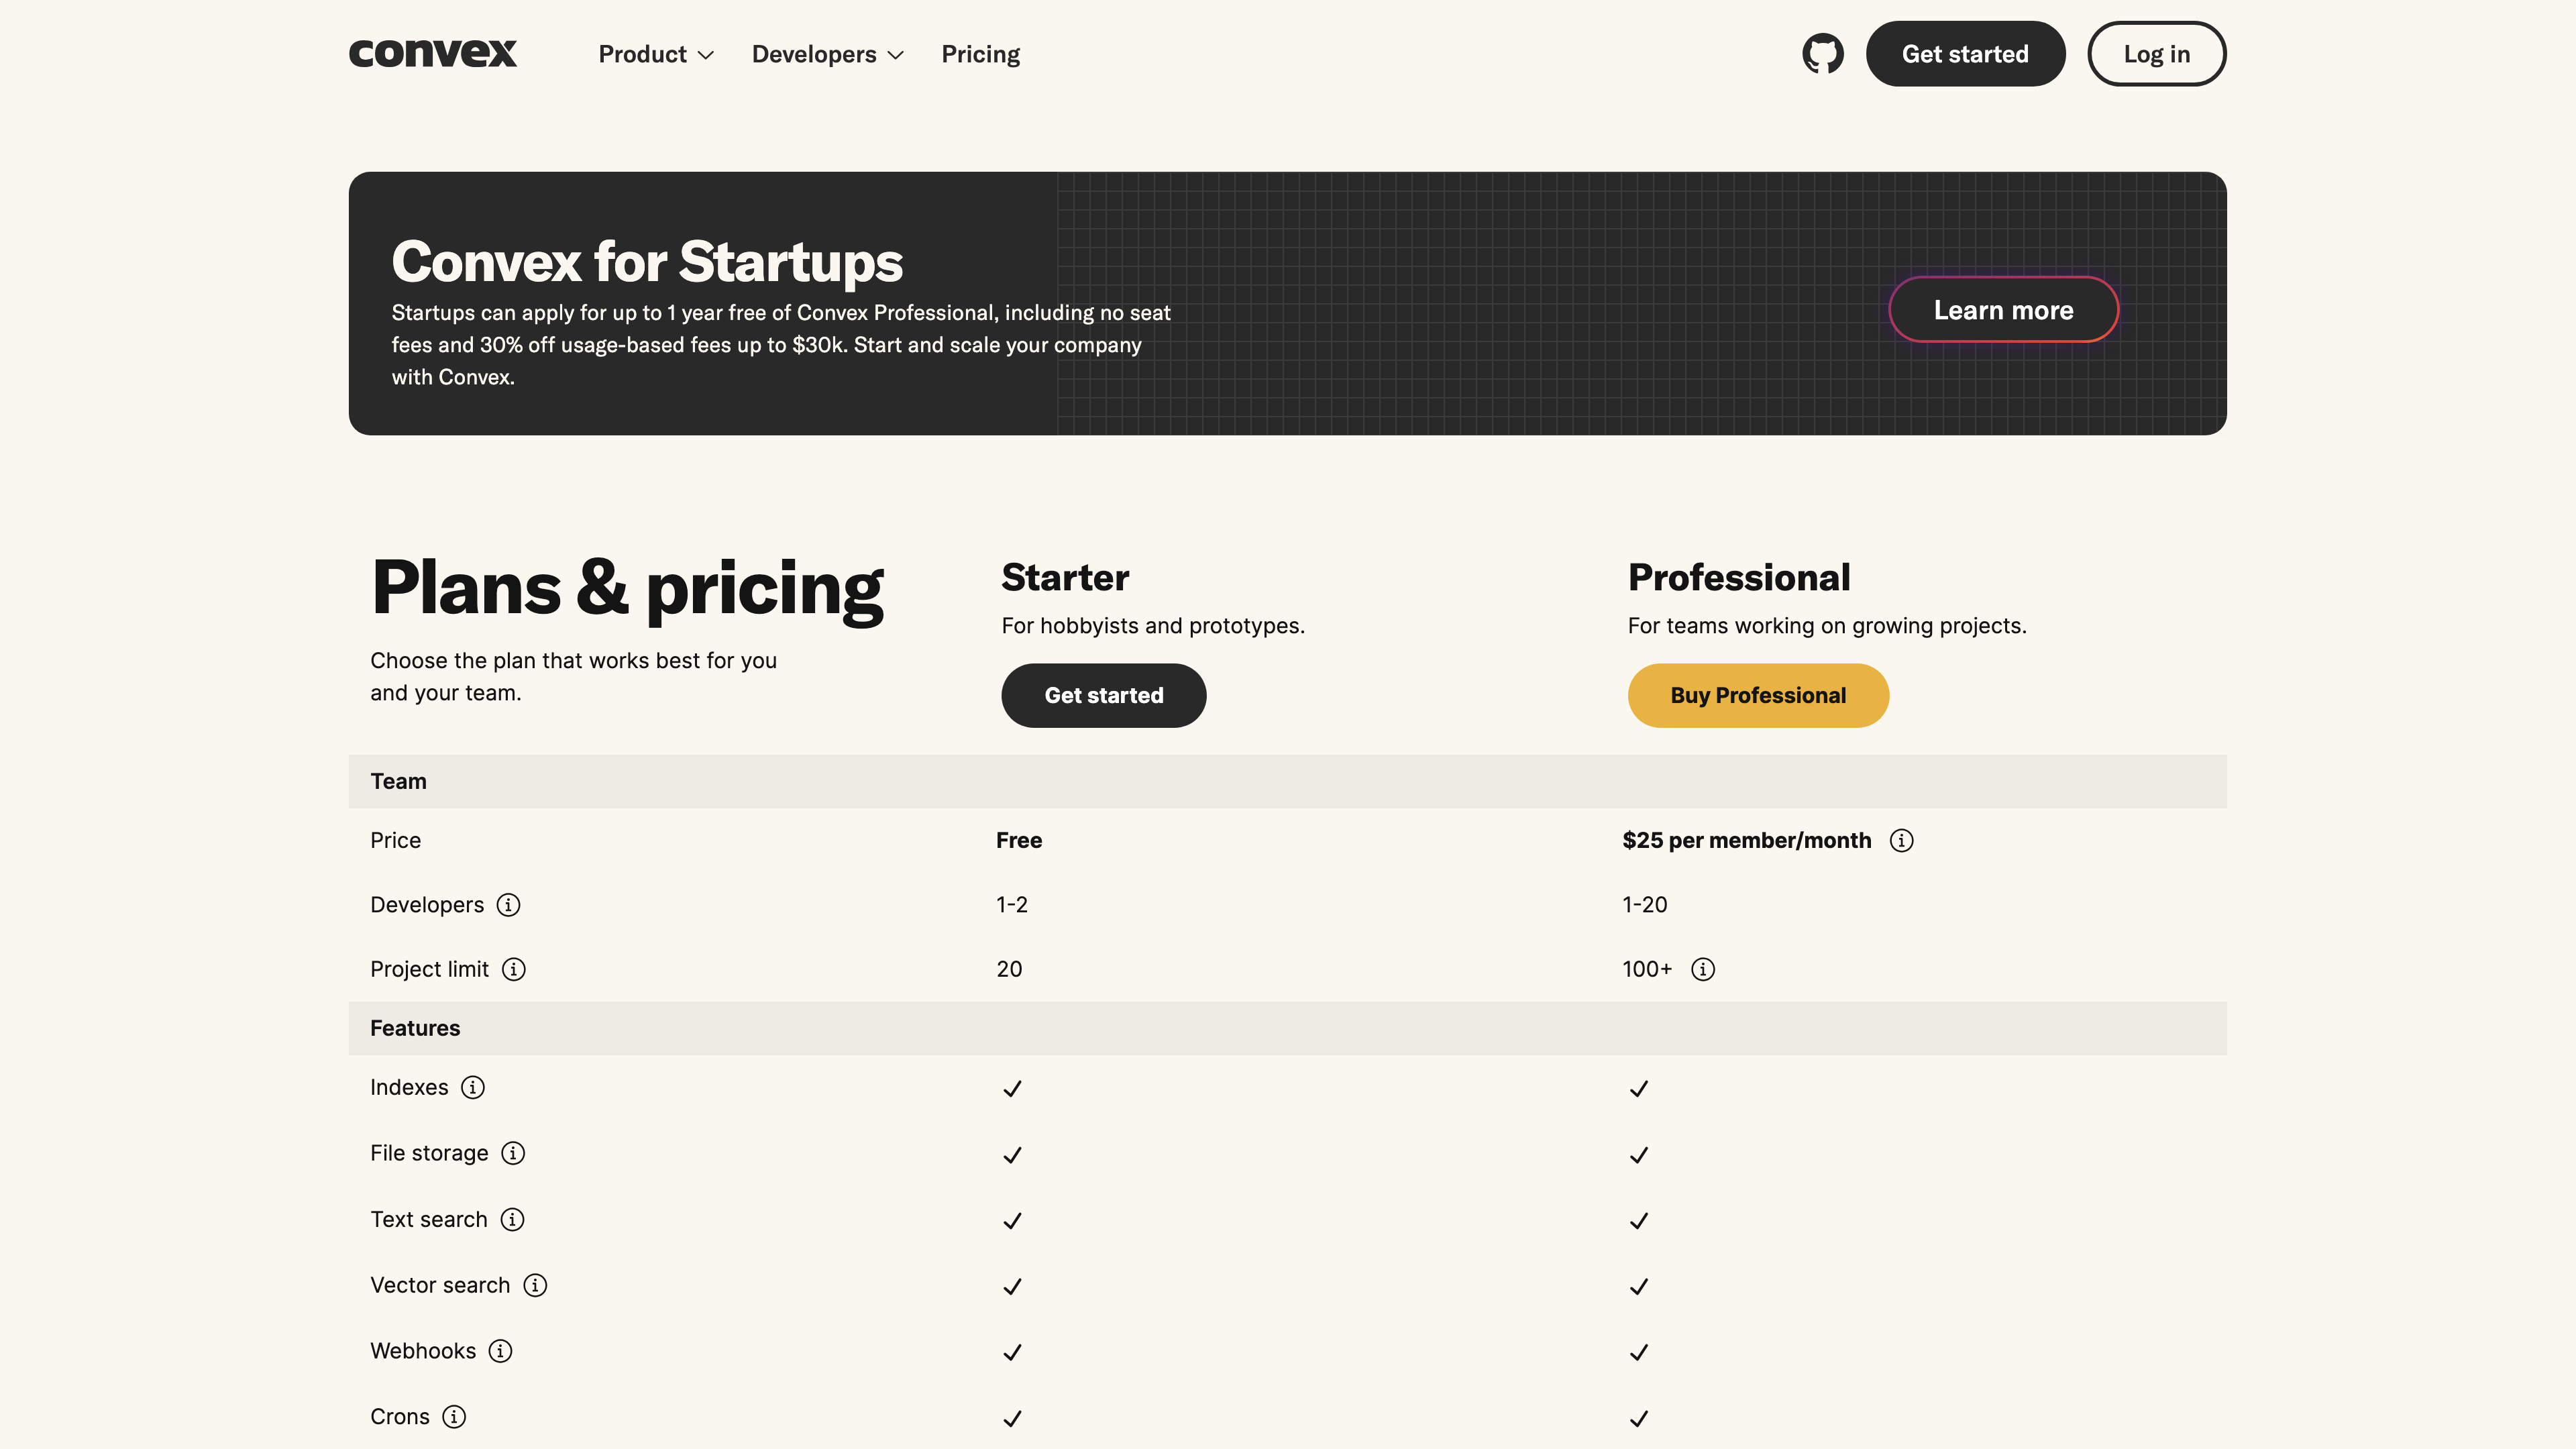 convex
Product
Developers
Pricing
Get started
Log in
Convex for Startups
Startups can apply for up to 1 year free of Convex Professional, including no seat
fees and 30% off usage-based fees up to $30k. Start and scale your company
with Convex.
Learn more
Plans & pricing
Choose the plan that works best for you
and your team.
Starter
For hobbyists and prototypes.
Get started
Professional
For teams working on growing projects.
Buy Professional
Team
Price Free $25 per member/month
Developers 1-2 1-20
Project limit 20 100+
Features
Indexes
File storage
Text search
Vector search
Webhooks
Crons